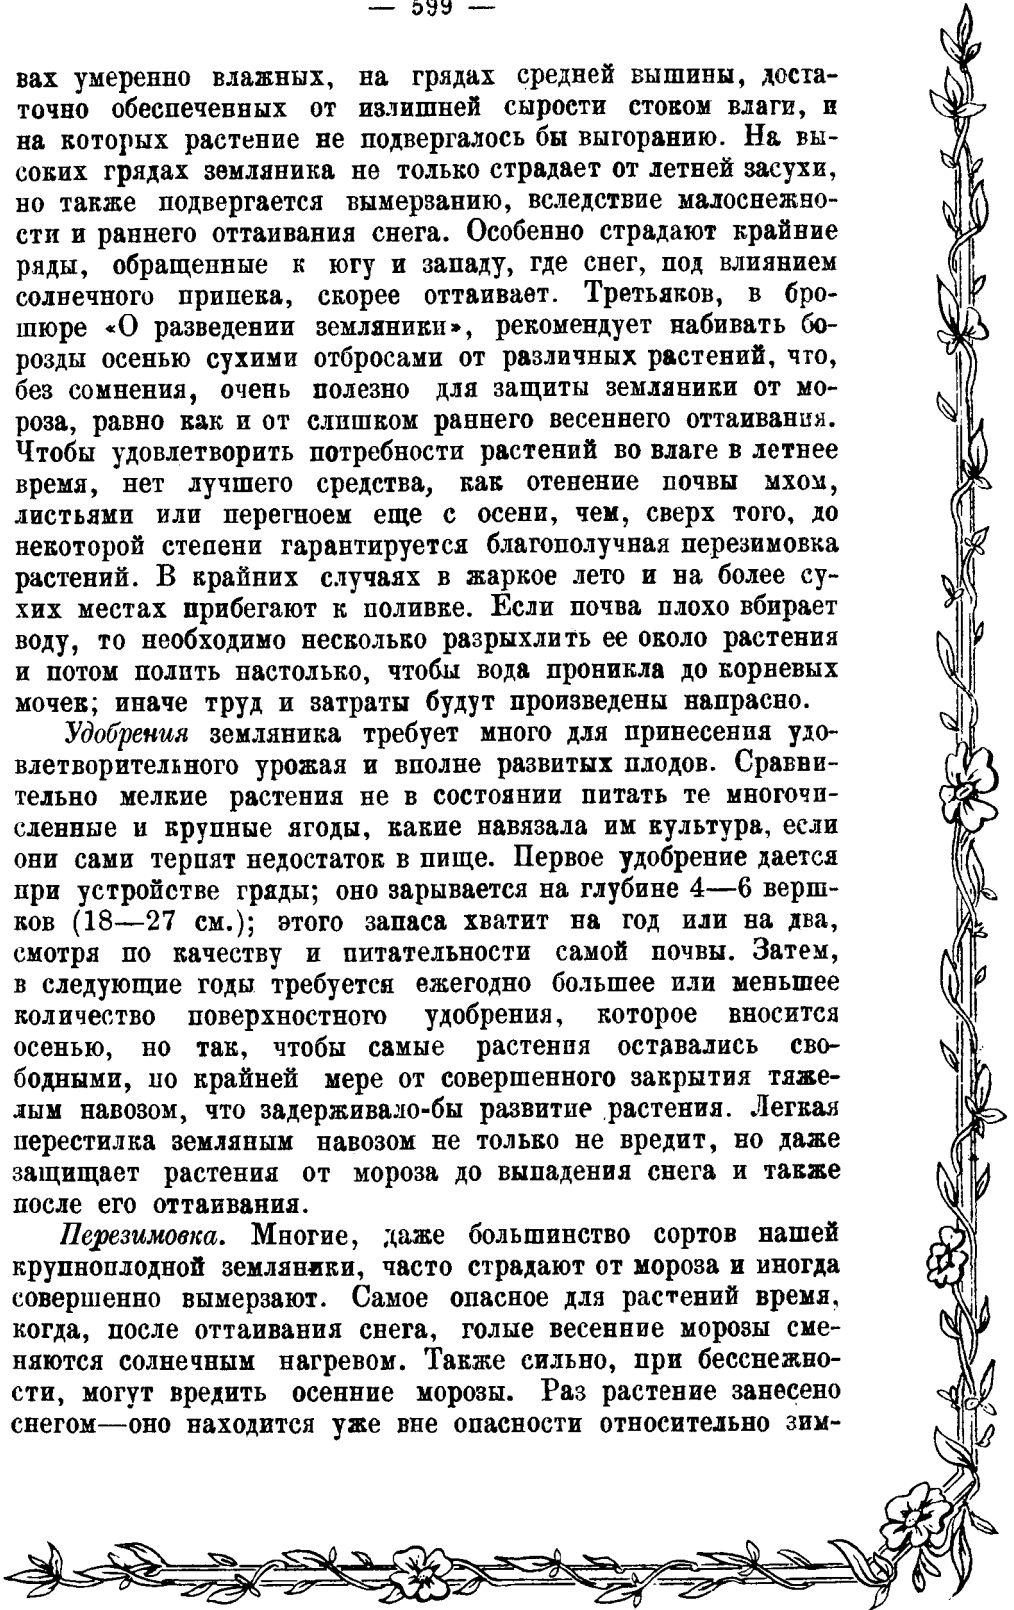 — 599 —
вах умеренно влажных, на грядах средней вышины, доста-
точно обеспеченных от излишней сырости стоком влаги, и
на которых растение не подвергалось бы выгоранию. На вы-
соких грядах земляника не только страдает от летней засухи,
но также подвергается вымерзанию, вследствие малоснежно-
сти и раннего оттаивания снега. Особенно страдают крайние
ряды, обращенные к югу и западу, где снег, под влиянием
солнечного припека, скорее оттаивает. Третьяков, в бро-
шюре «О разведении земляники», рекомендует набивать бо-
розды осенью сухими отбросами от различных растений, что,
без сомнения, очень полезно для защиты земляники от мо-
роза, равно как и от слишком раннего весеннего оттаивания.
Чтобы удовлетворить потребности растений во влаге в летнее
время, нет лучшего средства, как отенение почвы мхом,
листьями или перегноем еще с осени, чем, сверх того, до
некоторой степени гарантируется благополучная перезимовка
растений. В крайних случаях в жаркое лето и на более су-
хих местах прибегают к поливке. Если почва плохо вбирает
воду, то необходимо несколько разрыхлить ее около растения
и потом полить настолько, чтобы вода проникла до корневых
мочек; иначе труд и затраты будут произведены напрасно.
Удобрения земляника требует много для принесения удо-
влетворительного урожая и вполне развитых плодов. Сравни-
тельно мелкие растения не в состоянии питать те многочи-
сленные и крупные ягоды, какие навязала им культура, если
они сами терпят недостаток в пище. Первое удобрение дается
при устройстве гряды; оно зарывается на глубине 4—6 верш-
ков (18—27 см.); этого запаса хватит на год или на два,
смотря по качеству и питательности самой почвы. Затем,
в следующие годы требуется ежегодно большее или меньшее
количество поверхностного удобрения, которое вносится
осенью, но так, чтобы самые растения оставались сво-
бодными, по крайней мере от совершенного закрытия тяже-
лым навозом, что задерживало-бы развитие растения. Легкая
перестилка земляным навозом не только не вредит, но даже
защищает растения от мороза до выпадения снега и также
после его оттаивания.
Перезимовка. Многие, даже большинство сортов нашей
крупноплодной земляники, часто страдают от мороза и иногда
совершенно вымерзают. Самое опасное для растений время,
когда, после оттаивания снега, голые весенние морозы сме-
няются солнечным нагревом. Также сильно, при бесснежно-
сти, могут вредить осенние морозы. Раз растение занесено
снегом—оно находится уже вне опасности относительно зим-